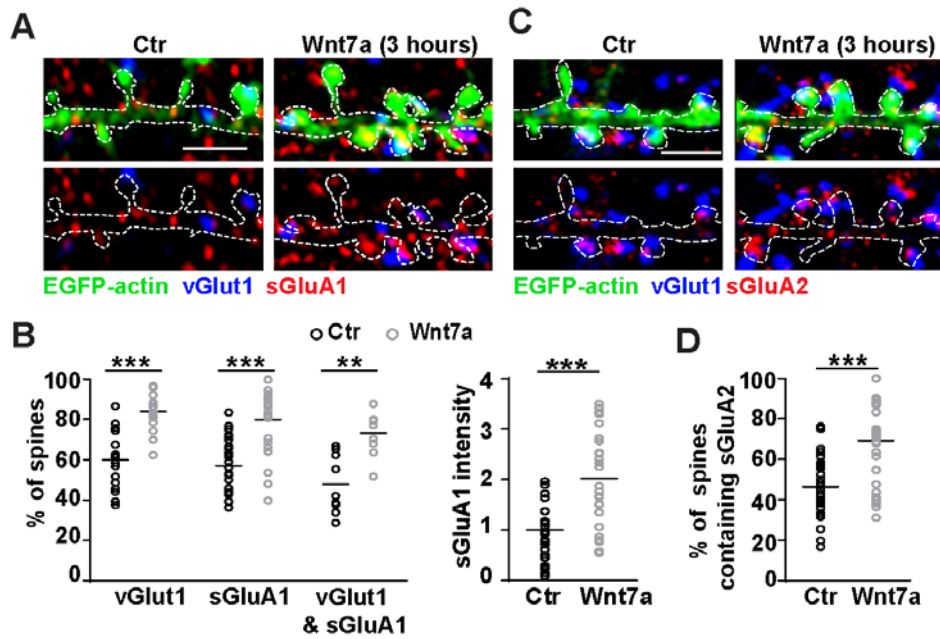 A
Ctr
Wnt7a (3 hours)
EGFP-actin vGlut1 sGluA1
C
Ctr
Wnt7a (3 hours)
EGFP-actin vGlut1 sGluA2
B
Ctr Wnt7a
% of spines
100
80
60
40
20
0
***
***
**
vGlut1
sGluA1
vGlut1
& sGluA1
sGluA1 intensity
4
3
2
1
0
***
Ctr
Wnt7a
D
% of spines
containing sGluA2
100
80
60
40
20
0
***
Ctr
Wnt7a